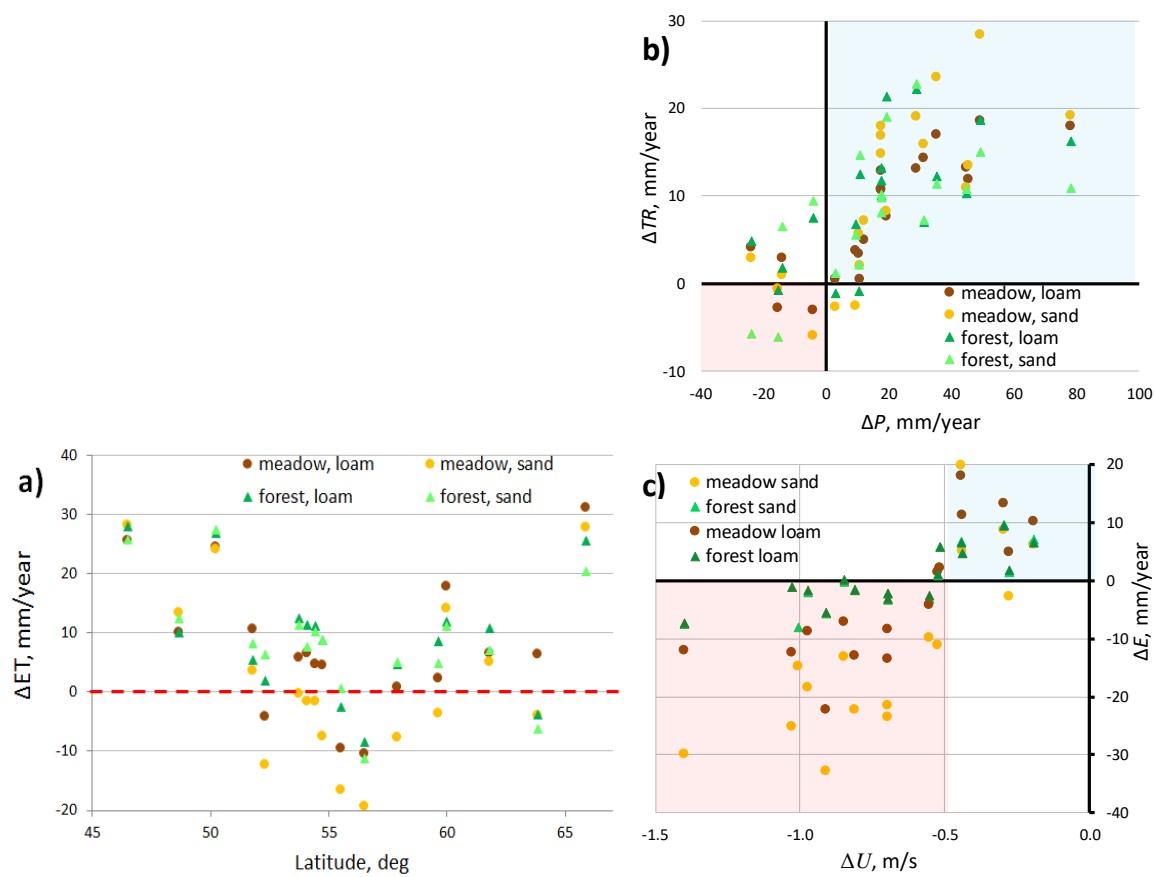 b)
30
20
10
0
-10
ΔTR, mm/year
meadow, loam
meadow, sand
forest, loam
forest, sand
-40 -20 0 20 40 60 80 100
ΔP, mm/year
a)
40
30
20
10
0
-10
-20
ΔET, mm/year
meadow, loam meadow, sand
forest, loam forest, sand
45 50 55 60 65
Latitude, deg
c)
meadow sand
forest sand
meadow loam
forest loam
20
10
0
-10
-20
-30
-40
ΔE, mm/year
-1.5 -1.0 -0.5 0.0
ΔU, m/s